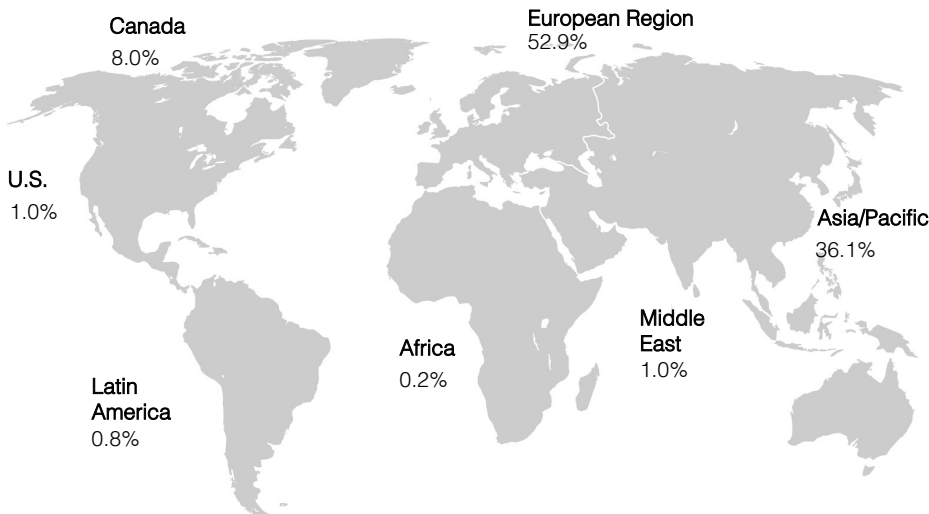 Canada
8.0%
European Region
52.9%
U.S.
1.0%
Asia/Pacific
36.1%
Middle
East
1.0%
Africa
0.2%
Latin
America
0.8%